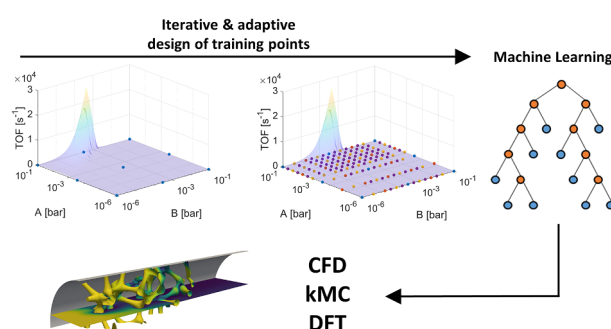 Iterative & adaptive
design of training points
Machine Learning
×10⁴
3
2
1
0
TOF [s⁻¹]
10⁻¹
10⁻³
10⁻⁶
A [bar]
10⁻⁶
10⁻³
10⁻¹
B [bar]
×10⁴
3
2
1
0
TOF [s⁻¹]
10⁻¹
10⁻³
10⁻⁶
A [bar]
10⁻⁶
10⁻³
10⁻¹
B [bar]
CFD
kMC
DFT